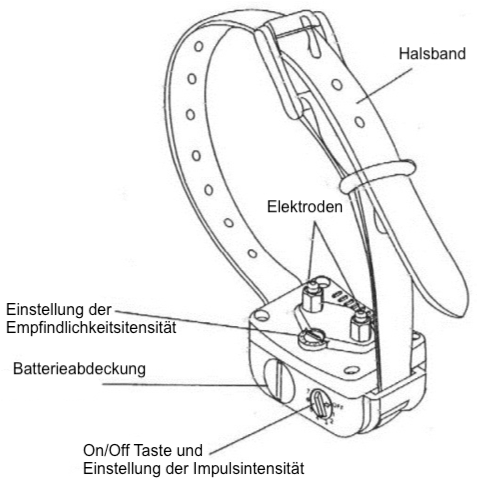 Halsband
Elektroden
Einstellung der
Empfindlichkeitsitensität
Batterieabdeckung
On/Off Taste und
Einstellung der Impulsintensität